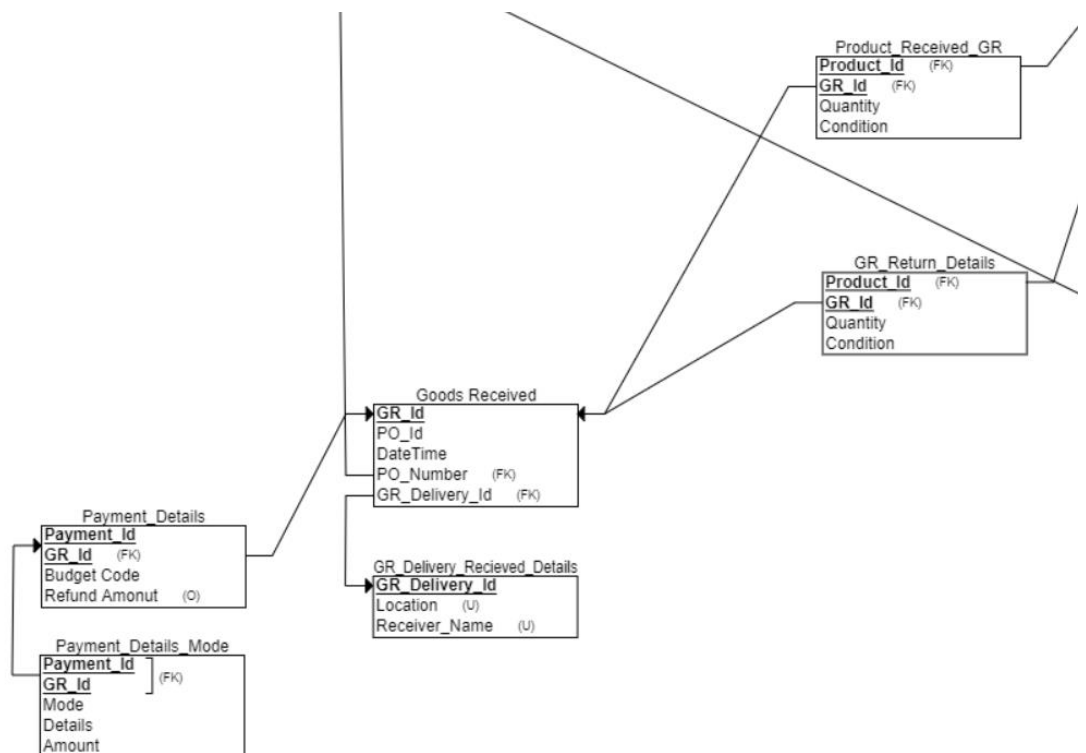 Product_Received_GR
Product_Id (FK)
GR_Id (FK)
Quantity
Condition
GR_Return_Details
Product_Id (FK)
GR_Id (FK)
Quantity
Condition
Goods Received
GR_Id
PO_Id
DateTime
PO_Number (FK)
GR_Delivery_Id (FK)
Payment_Details
Payment_Id
GR_Id (FK)
Budget Code
Refund Amonut (O)
GR_Delivery_Recieved_Details
GR_Delivery_Id
Location (U)
Receiver_Name (U)
Payment_Details_Mode
Payment_Id
GR_Id (FK)
Mode
Details
Amount